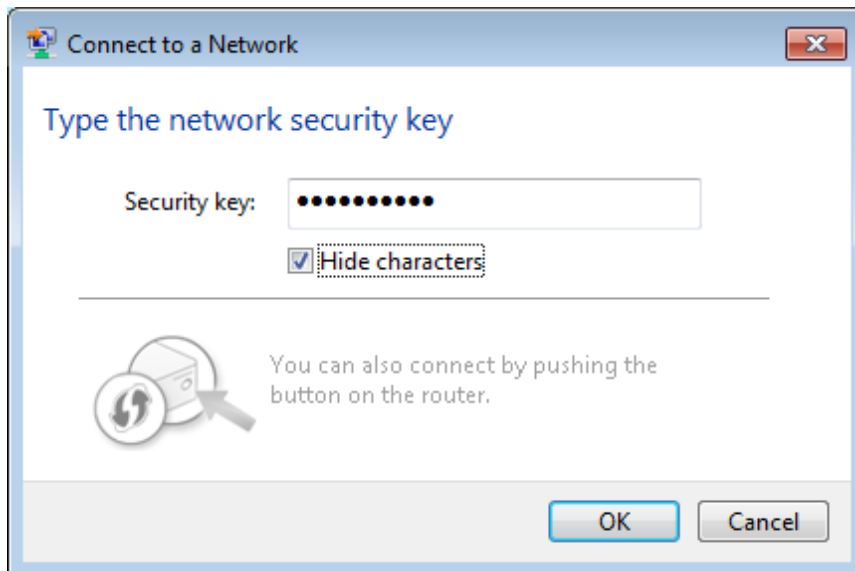 Connect to a Network
Type the network security key
Security key: ••••••••••
Hide characters
You can also connect by pushing the
button on the router.
OK Cancel